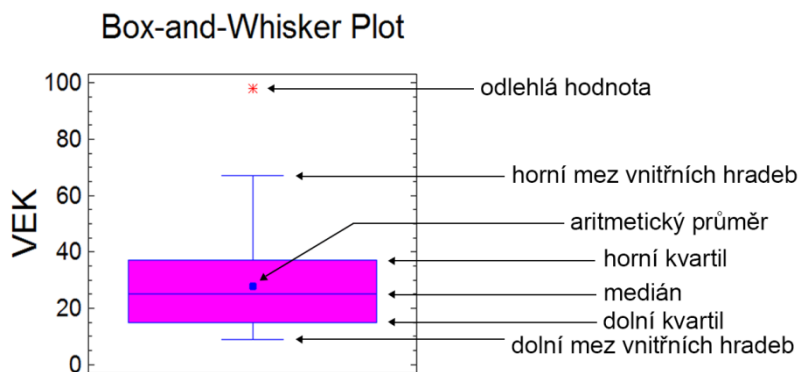 Box-and-Whisker Plot
100
80
60
40
20
0
VEK
odlehlá hodnota
horní mez vnitřních hradeb
aritmetický průměr
horní kvartil
medián
dolní kvartil
dolní mez vnitřních hradeb